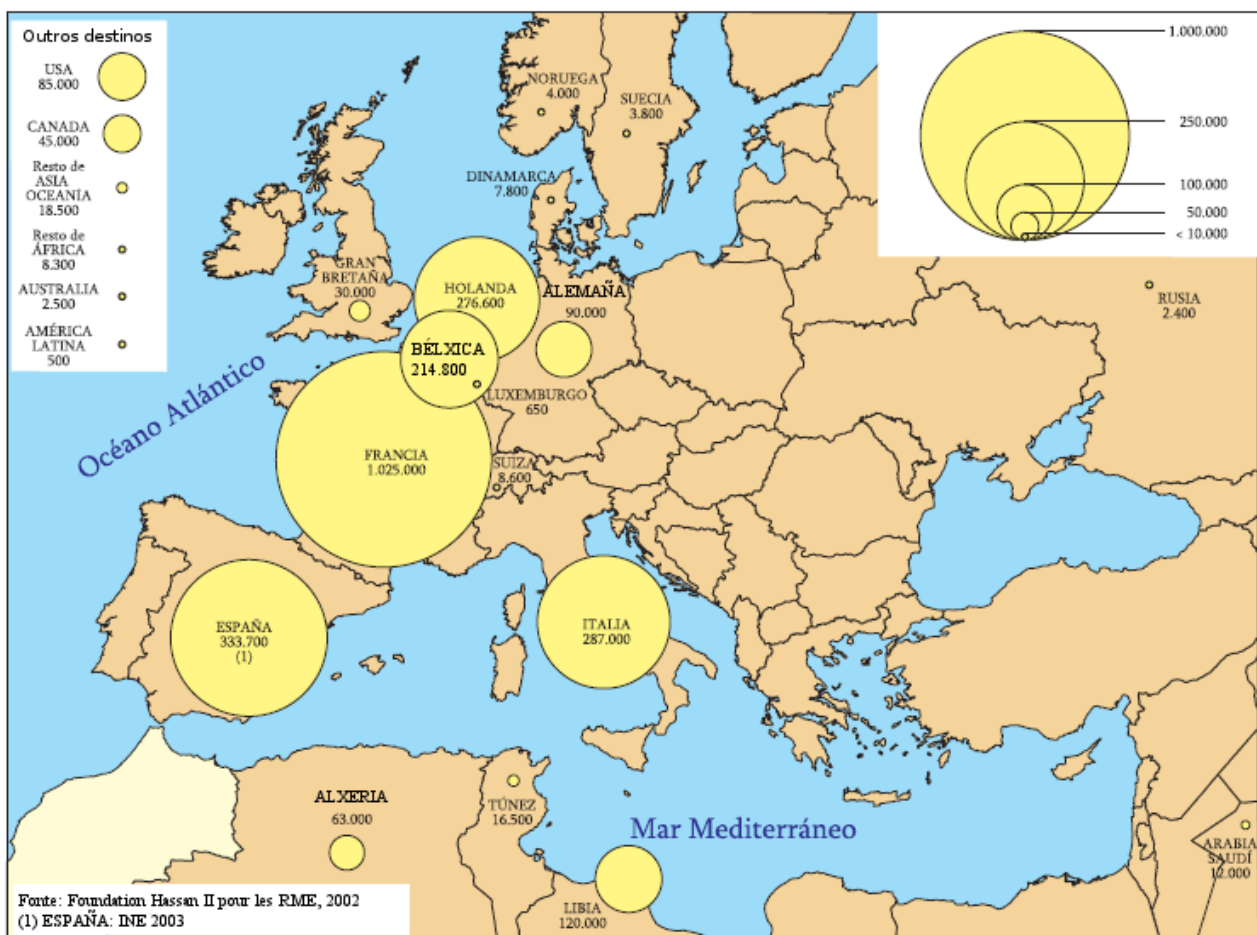 Outros destinos
USA
85.000
CANADA
45.000
Resto de
ASIA
OCEANÍA
18.500
Resto de
ÁFRICA
8.300
AUSTRALIA
2.500
AMÉRICA
LATINA
500
1.000.000
250.000
100.000
50.000
< 10.000
NORUEGA
4.000
SUECIA
3.800
DINAMARCA
7.800
GRAN
BRETAÑA
30.000
HOLANDA
276.600
ALEMAÑA
90.000
RUSIA
2.400
BÉLXICA
214.800
LUXEMBURGO
650
Océano Atlántico
FRANCIA
1.025.000
SUIZA
8.600
ESPAÑA
333.700
(1)
ITALIA
287.000
ALXERIA
63.000
TÚNEZ
16.500
Mar Mediterráneo
ARABIA
SAUDÍ
12.000
LIBIA
120.000
Fonte: Foundation Hassan II pour les RME, 2002
(1) ESPAÑA: INE 2003